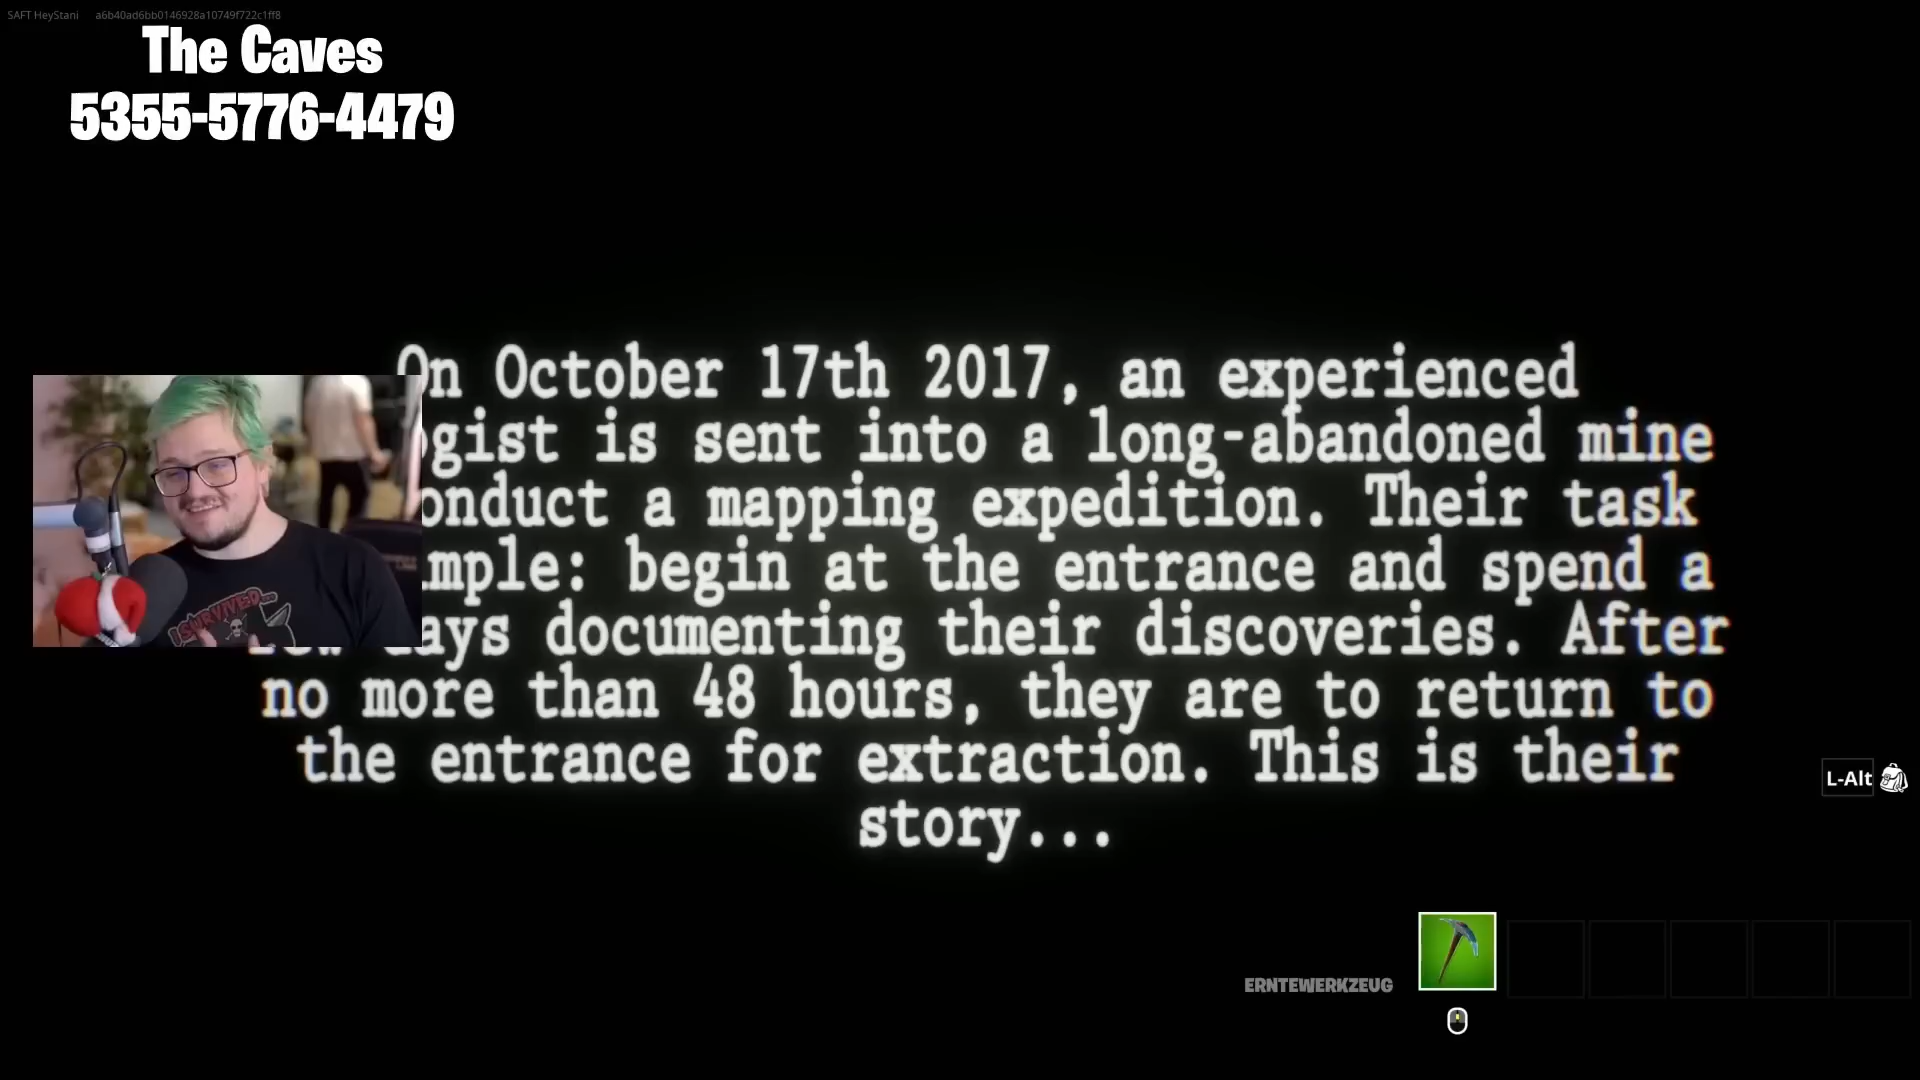 SAFT HeyStani a6b40ad6bb0146928a10749f722c1ff8
The Caves
5355-5776-4479
On October 17th 2017, an experienced
gist is sent into a long-abandoned mine
onduct a mapping expedition. Their task
mple: begin at the entrance and spend a
ays documenting their discoveries. After
no more than 48 hours, they are to return to
the entrance for extraction. This is their
story...
I SURVIVED...
L-Alt
ERNTEWERKZEUG